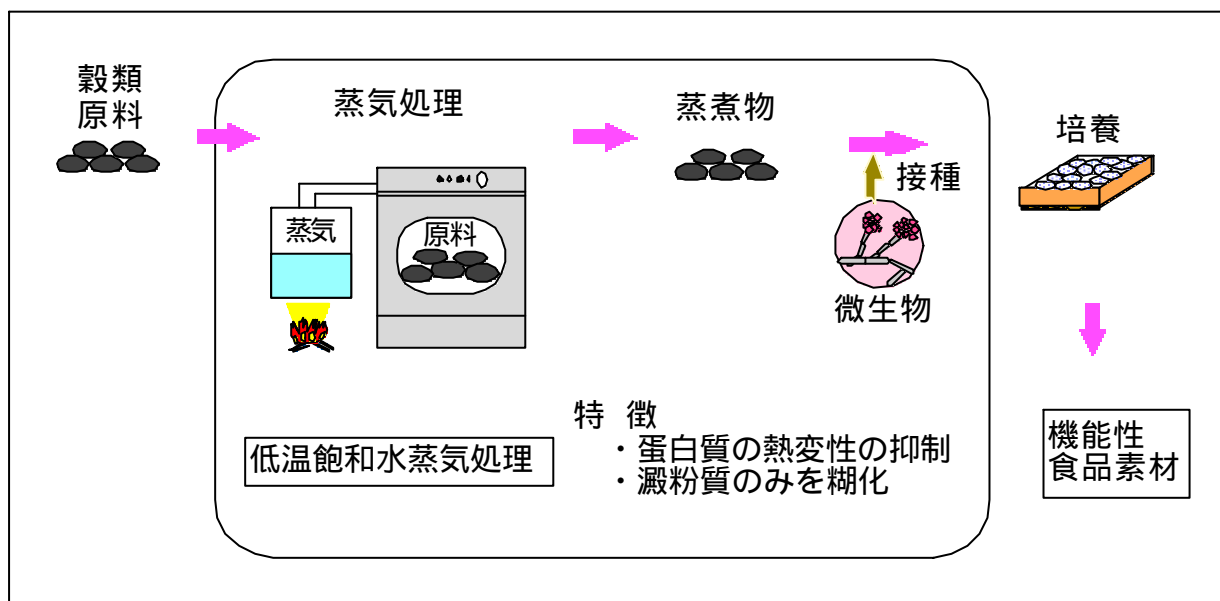 穀類
原料
蒸気処理
蒸気
原料
蒸煮物
接種
微生物
培養
低温飽和水蒸気処理
特 徴
・蛋白質の熱変性の抑制
・澱粉質のみを糊化
機能性
食品素材